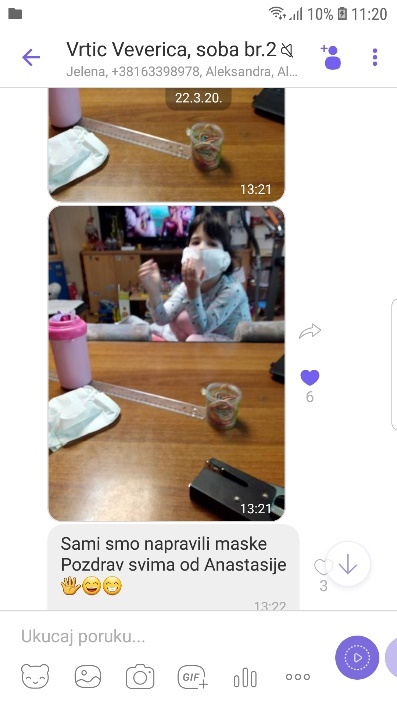 10% 11:20
Vrtic Veverica, soba br.2
Jelena, +38163398978, Aleksandra, Al...
22.3.20.
13:21
6
13:21
Sami smo napravili maske
Pozdrav svima od Anastasije
3
13:22
Ukucaj poruku...
GIF